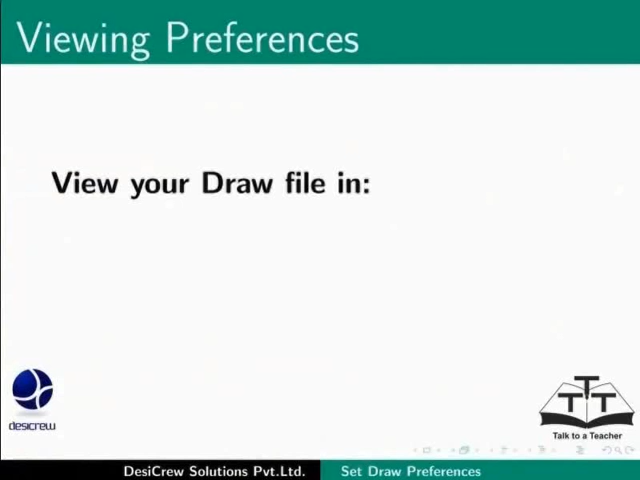 Viewing Preferences
View your Draw file in:
desicrew
T T T
Talk to a Teacher
DesiCrew Solutions Pvt.Ltd.
Set Draw Preferences